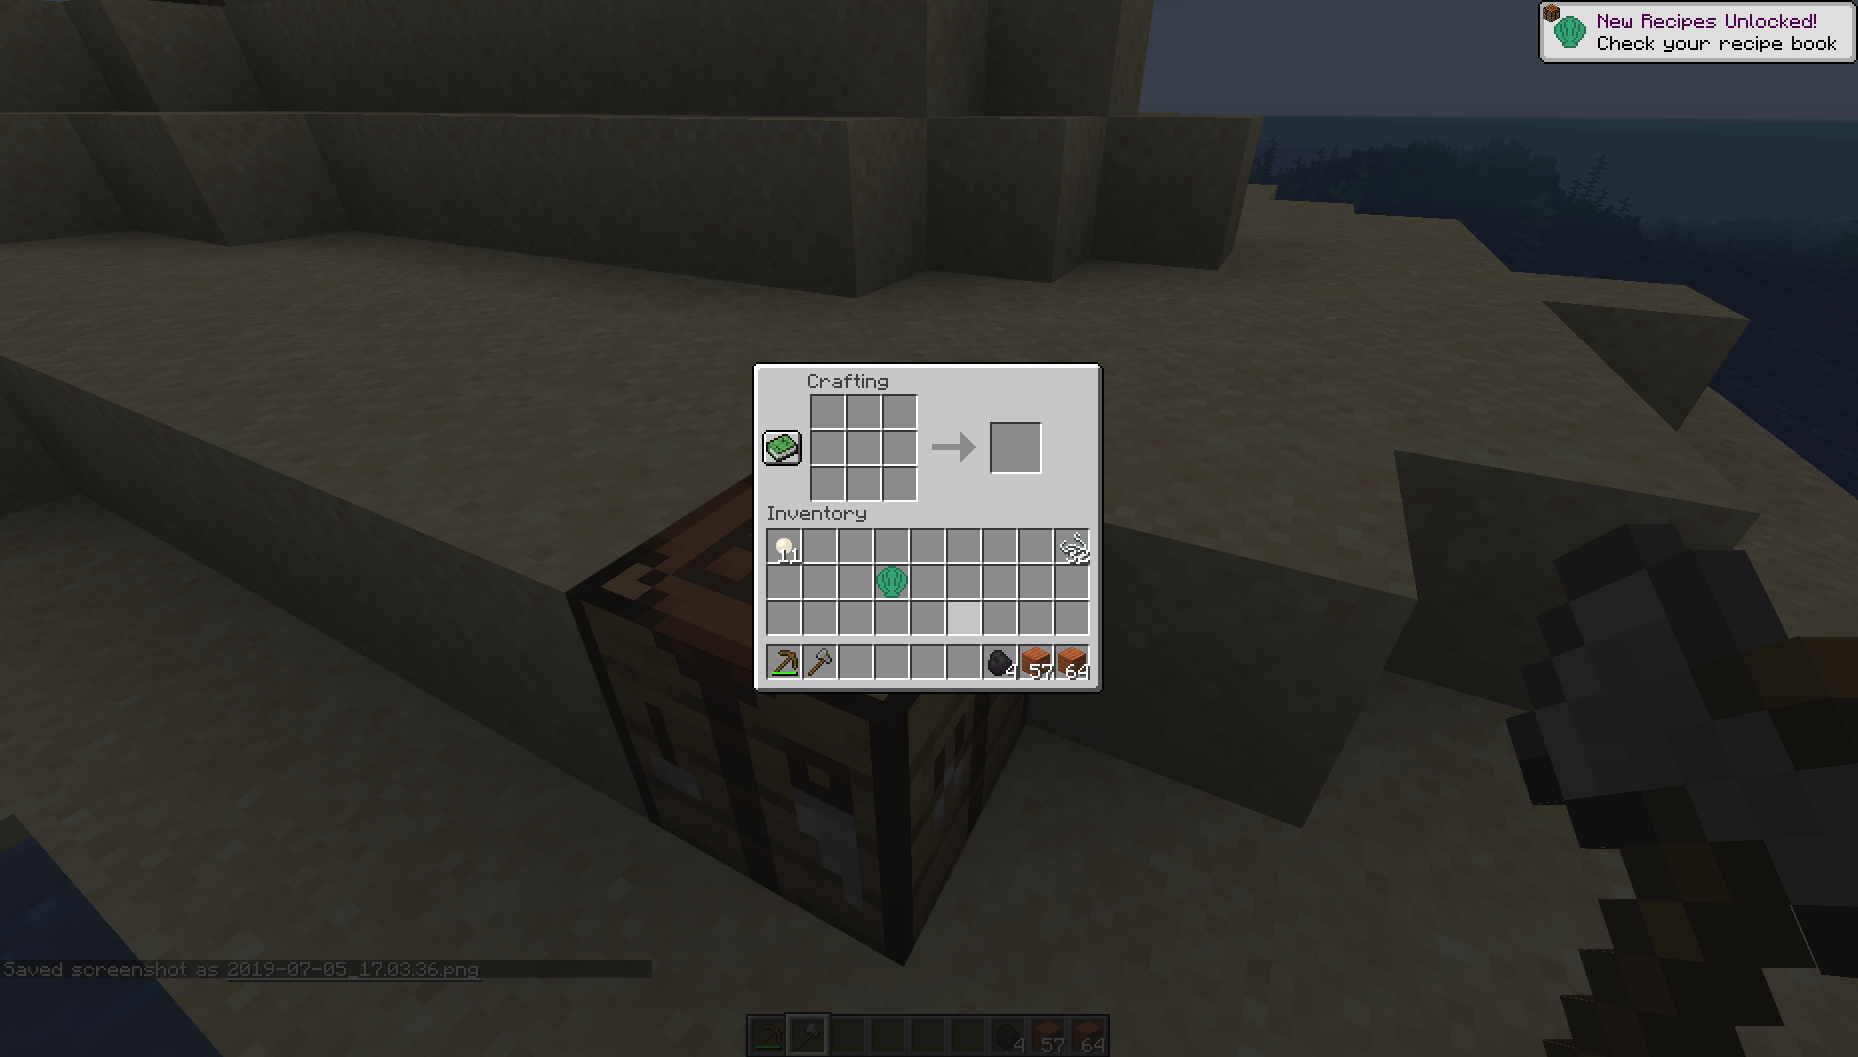 New Recipes Unlocked!
Check your recipe book
Crafting
Inventory
11
4
57
64
Saved screenshot as 2019-07-05_17.03.36.png
4
57
64